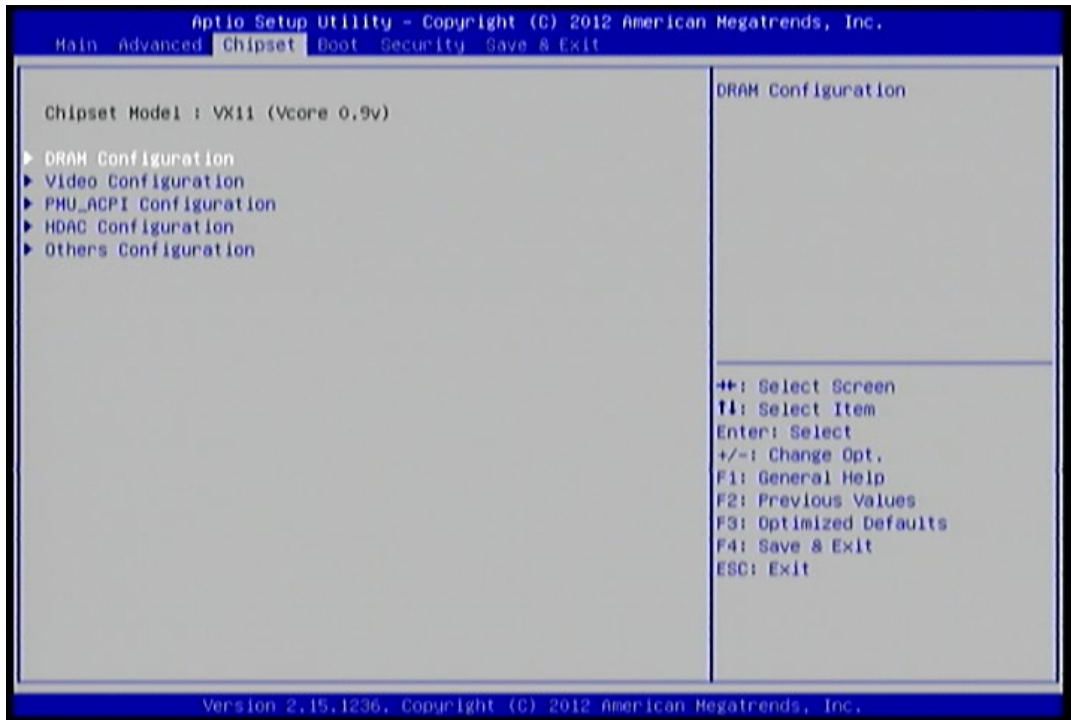 Aptio Setup Utility - Copyright (C) 2012 American Megatrends, Inc.
Main Advanced Chipset Boot Security Save & Exit
Chipset Model : VX11 (Vcore 0.9v)
DRAM Configuration
Video Configuration
PMU_ACPI Configuration
HDAC Configuration
Others Configuration
DRAM Configuration
→←: Select Screen
↑↓: Select Item
Enter: Select
+/-: Change Opt.
F1: General Help
F2: Previous Values
F3: Optimized Defaults
F4: Save & Exit
ESC: Exit
Version 2.15.1236. Copyright (C) 2012 American Megatrends, Inc.